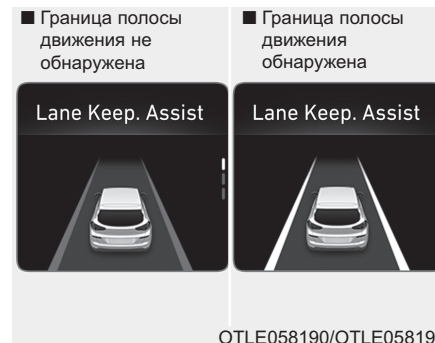 ■ Граница полосы
движения не
обнаружена
Lane Keep. Assist
■ Граница полосы
движения
обнаружена
Lane Keep. Assist
OTLE058190/OTLE05819